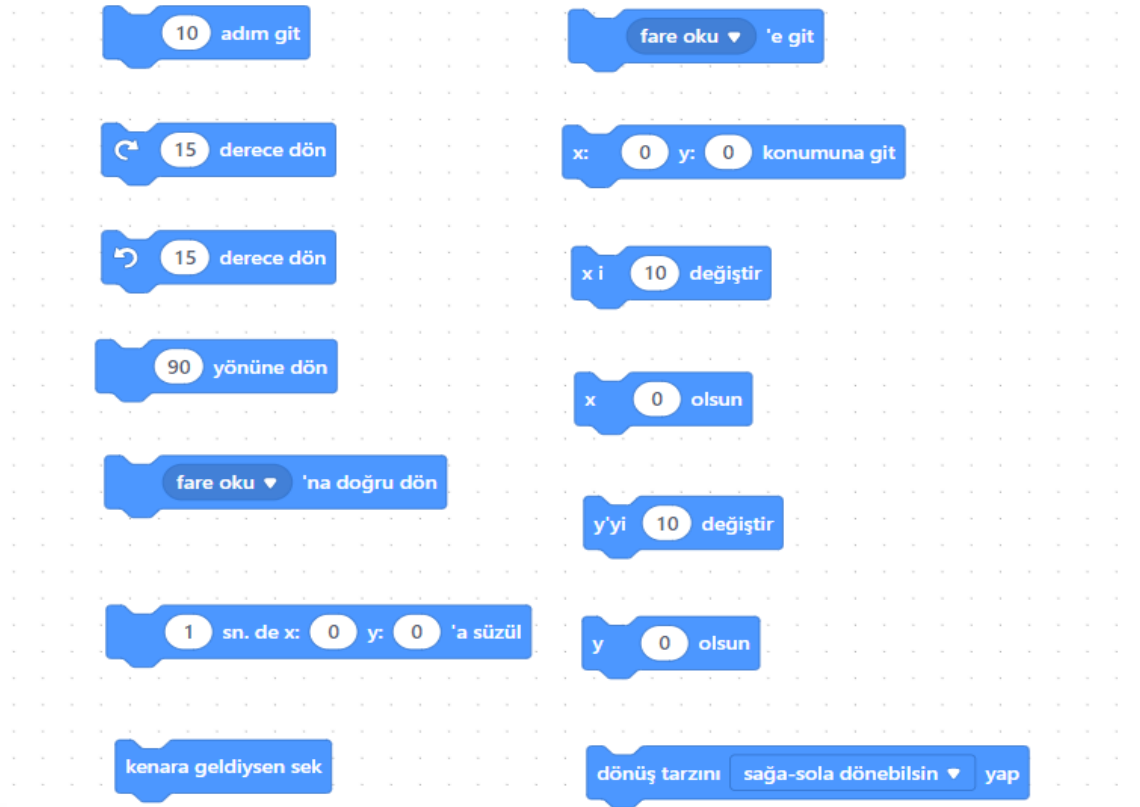 10 adım git
15 derece dön
15 derece dön
90 yönüne dön
fare oku 'na doğru dön
1 sn. de x: 0 y: 0 'a süzül
kenara geldiysen sek
fare oku 'e git
x: 0 y: 0 konumuna git
x i 10 değiştir
x 0 olsun
y'yi 10 değiştir
y 0 olsun
dönüş tarzını sağa-sola dönebilsin yap